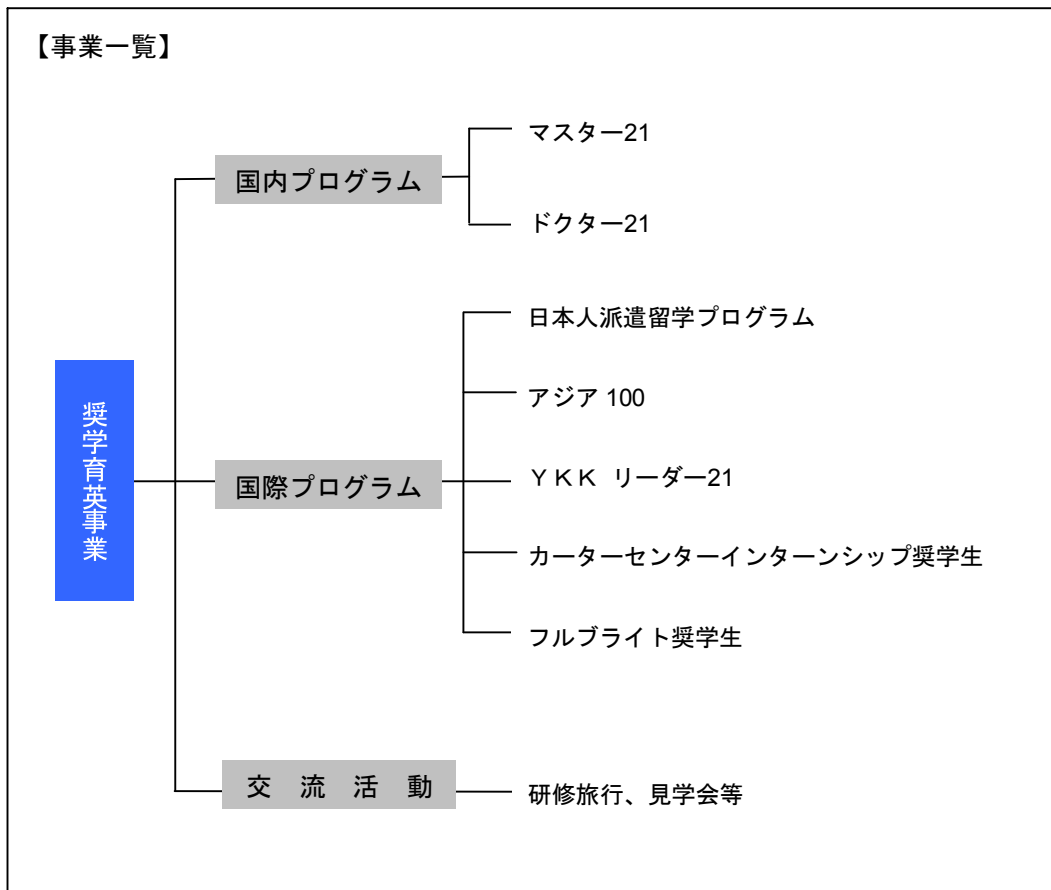 【事業一覧】
奨学育英事業
国内プログラム
マスター21
ドクター21
国際プログラム
日本人派遣留学プログラム
アジア 100
ＹＫＫ リーダー21
カーターセンターインターンシップ奨学生
フルブライト奨学生
交 流 活 動
研修旅行、見学会等